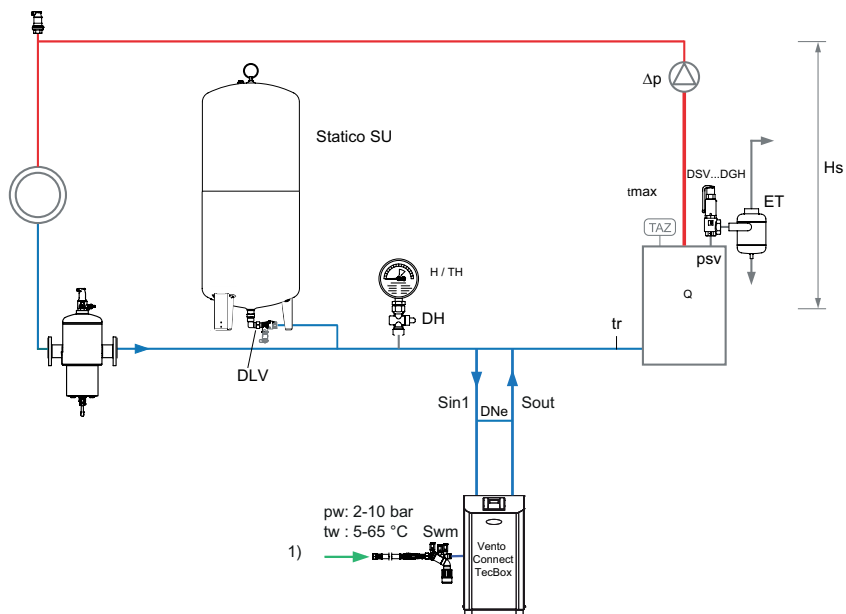 Δp
Statico SU
Hs
DSV...DGH
tmax
ET
TAZ
psv
H / TH
Q
DH
tr
DLV
Sin1
Sout
DNe
pw: 2-10 bar
tw : 5-65 °C
Swm
1)
Vento
Connect
TecBox